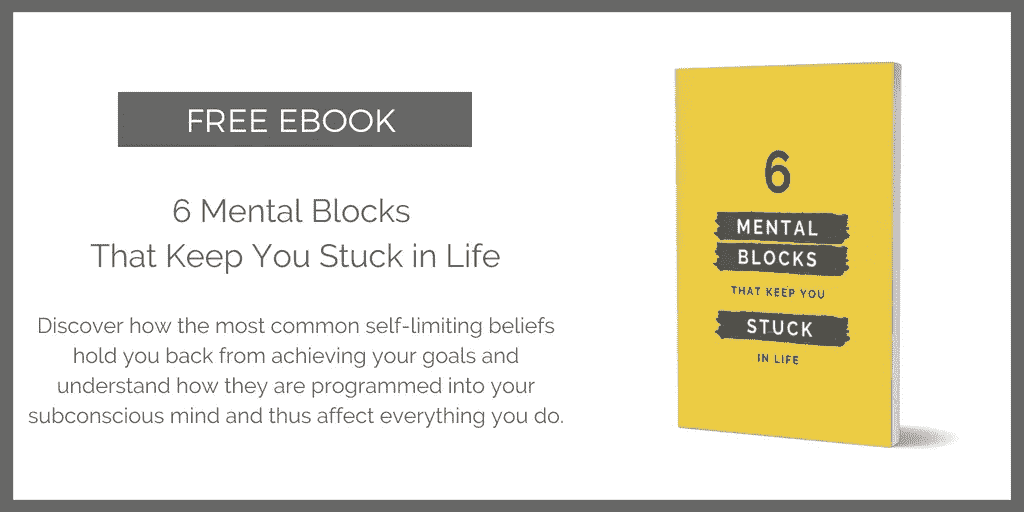 FREE EBOOK
6 Mental Blocks
That Keep You Stuck in Life
Discover how the most common self-limiting beliefs
hold you back from achieving your goals and
understand how they are programmed into your
subconscious mind and thus affect everything you do.
6
MENTAL
BLOCKS
THAT KEEP YOU
STUCK
IN LIFE